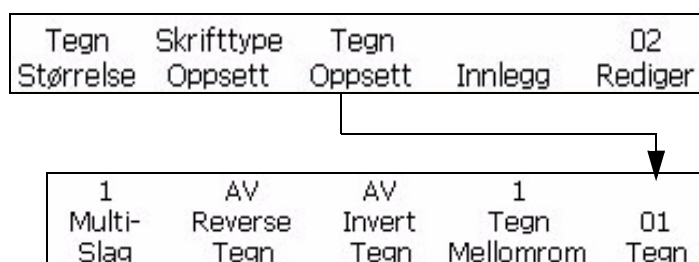 Tegn Skrifttype Tegn 02
Størrelse Oppsett Oppsett Innlegg Rediger
1 AV AV 1
Multi- Reverse Invert Tegn 01
Slag Tegn Tegn Mellomrom Tegn